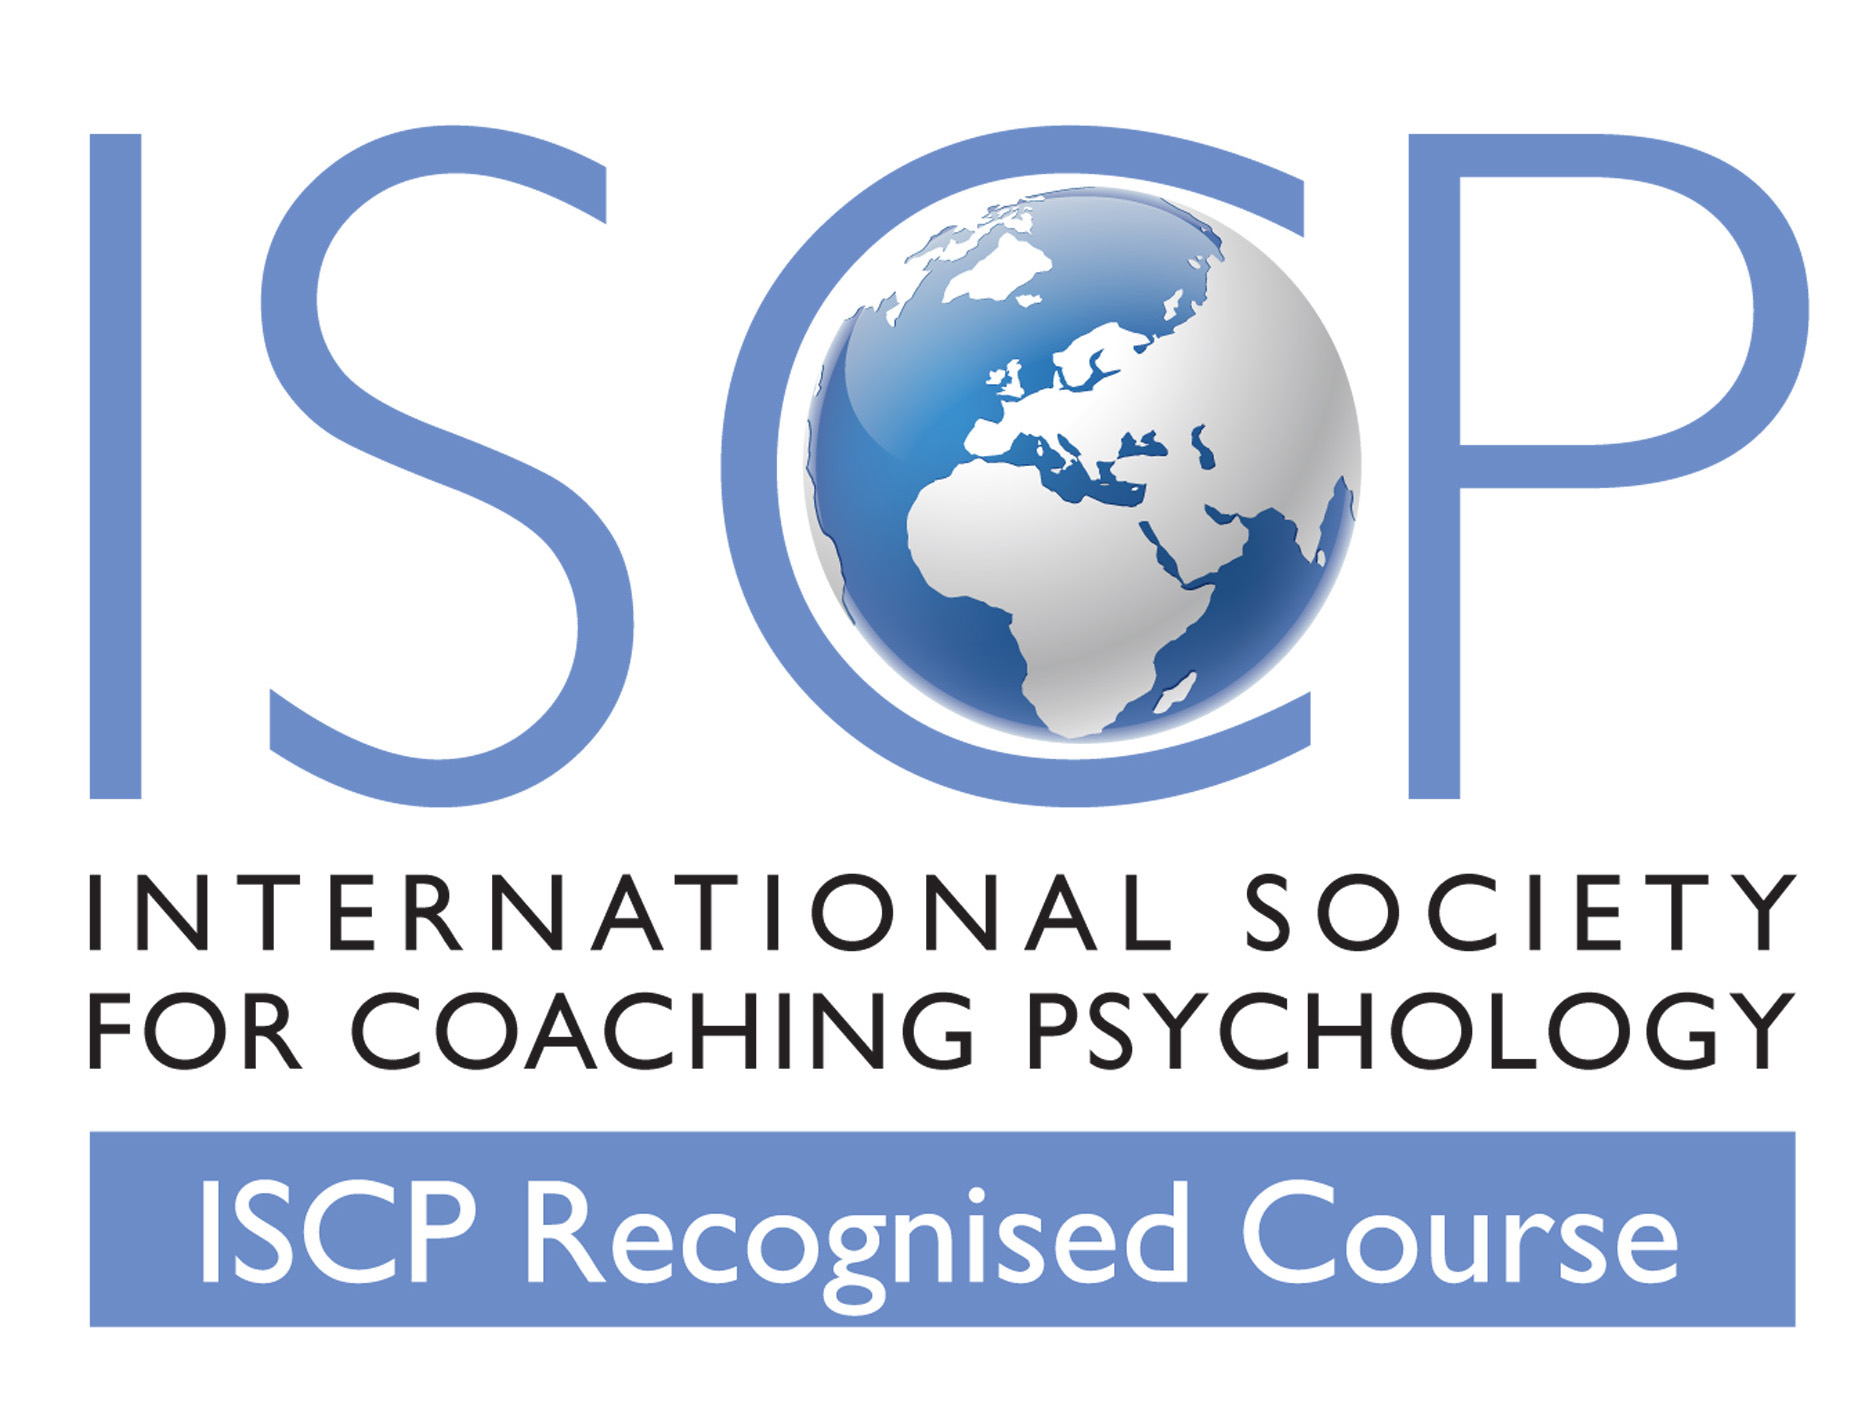 ISCP
INTERNATIONAL SOCIETY
FOR COACHING PSYCHOLOGY
ISCP Recognised Course